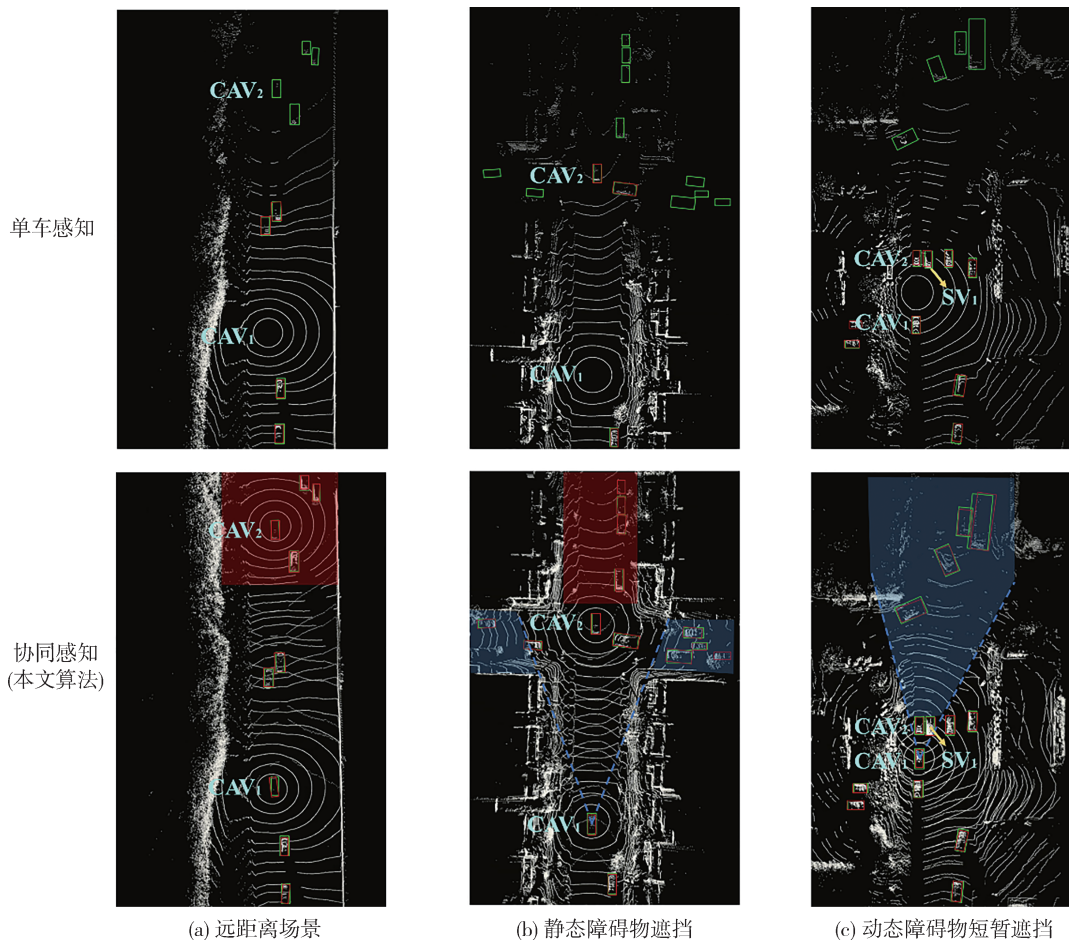 CAV₂
CAV₁
单车感知
CAV₂
CAV₁
CAV₂
SV₁
CAV₁
CAV₂
CAV₁
协同感知
(本文算法)
CAV₂
CAV₁
CAV₂
CAV₁
SV₁
(a) 远距离场景
(b) 静态障碍物遮挡
(c) 动态障碍物短暂遮挡